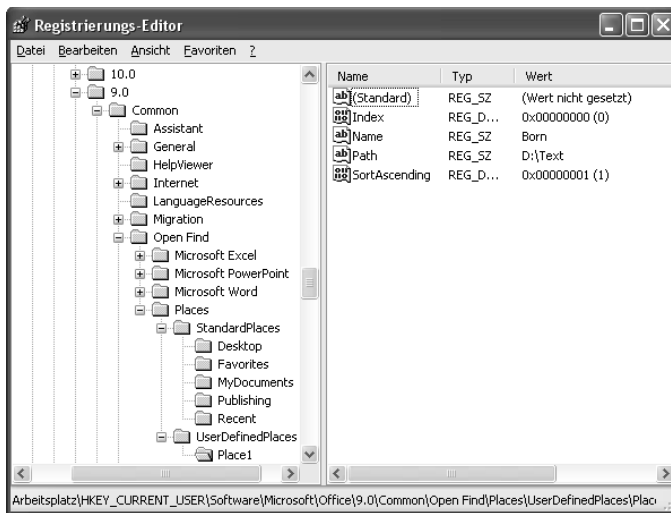 Registrierungs-Editor
Datei Bearbeiten Ansicht Favoriten ?
10.0
9.0
Common
Assistant
General
HelpViewer
Internet
LanguageResources
Migration
Open Find
Microsoft Excel
Microsoft PowerPoint
Microsoft Word
Places
StandardPlaces
Desktop
Favorites
MyDocuments
Publishing
Recent
UserDefinedPlaces
Place1
Name Typ Wert
(Standard) REG_SZ (Wert nicht gesetzt)
Index REG_D... 0x00000000 (0)
Name REG_SZ Born
Path REG_SZ D:\Text
SortAscending REG_D... 0x00000001 (1)
Arbeitsplatz\HKEY_CURRENT_USER\Software\Microsoft\Office\9.0\Common\Open Find\Places\UserDefinedPlaces\Plac